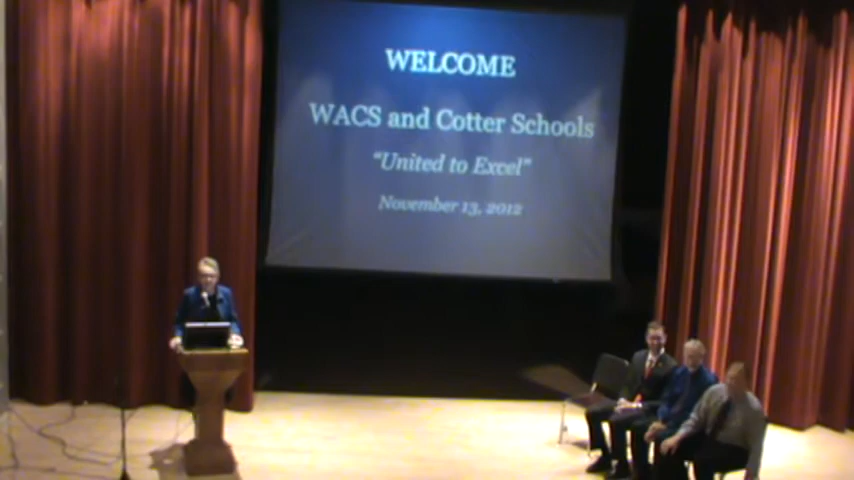 WELCOME
WACS and Cotter Schools
"United to Excel"
November 13, 2012